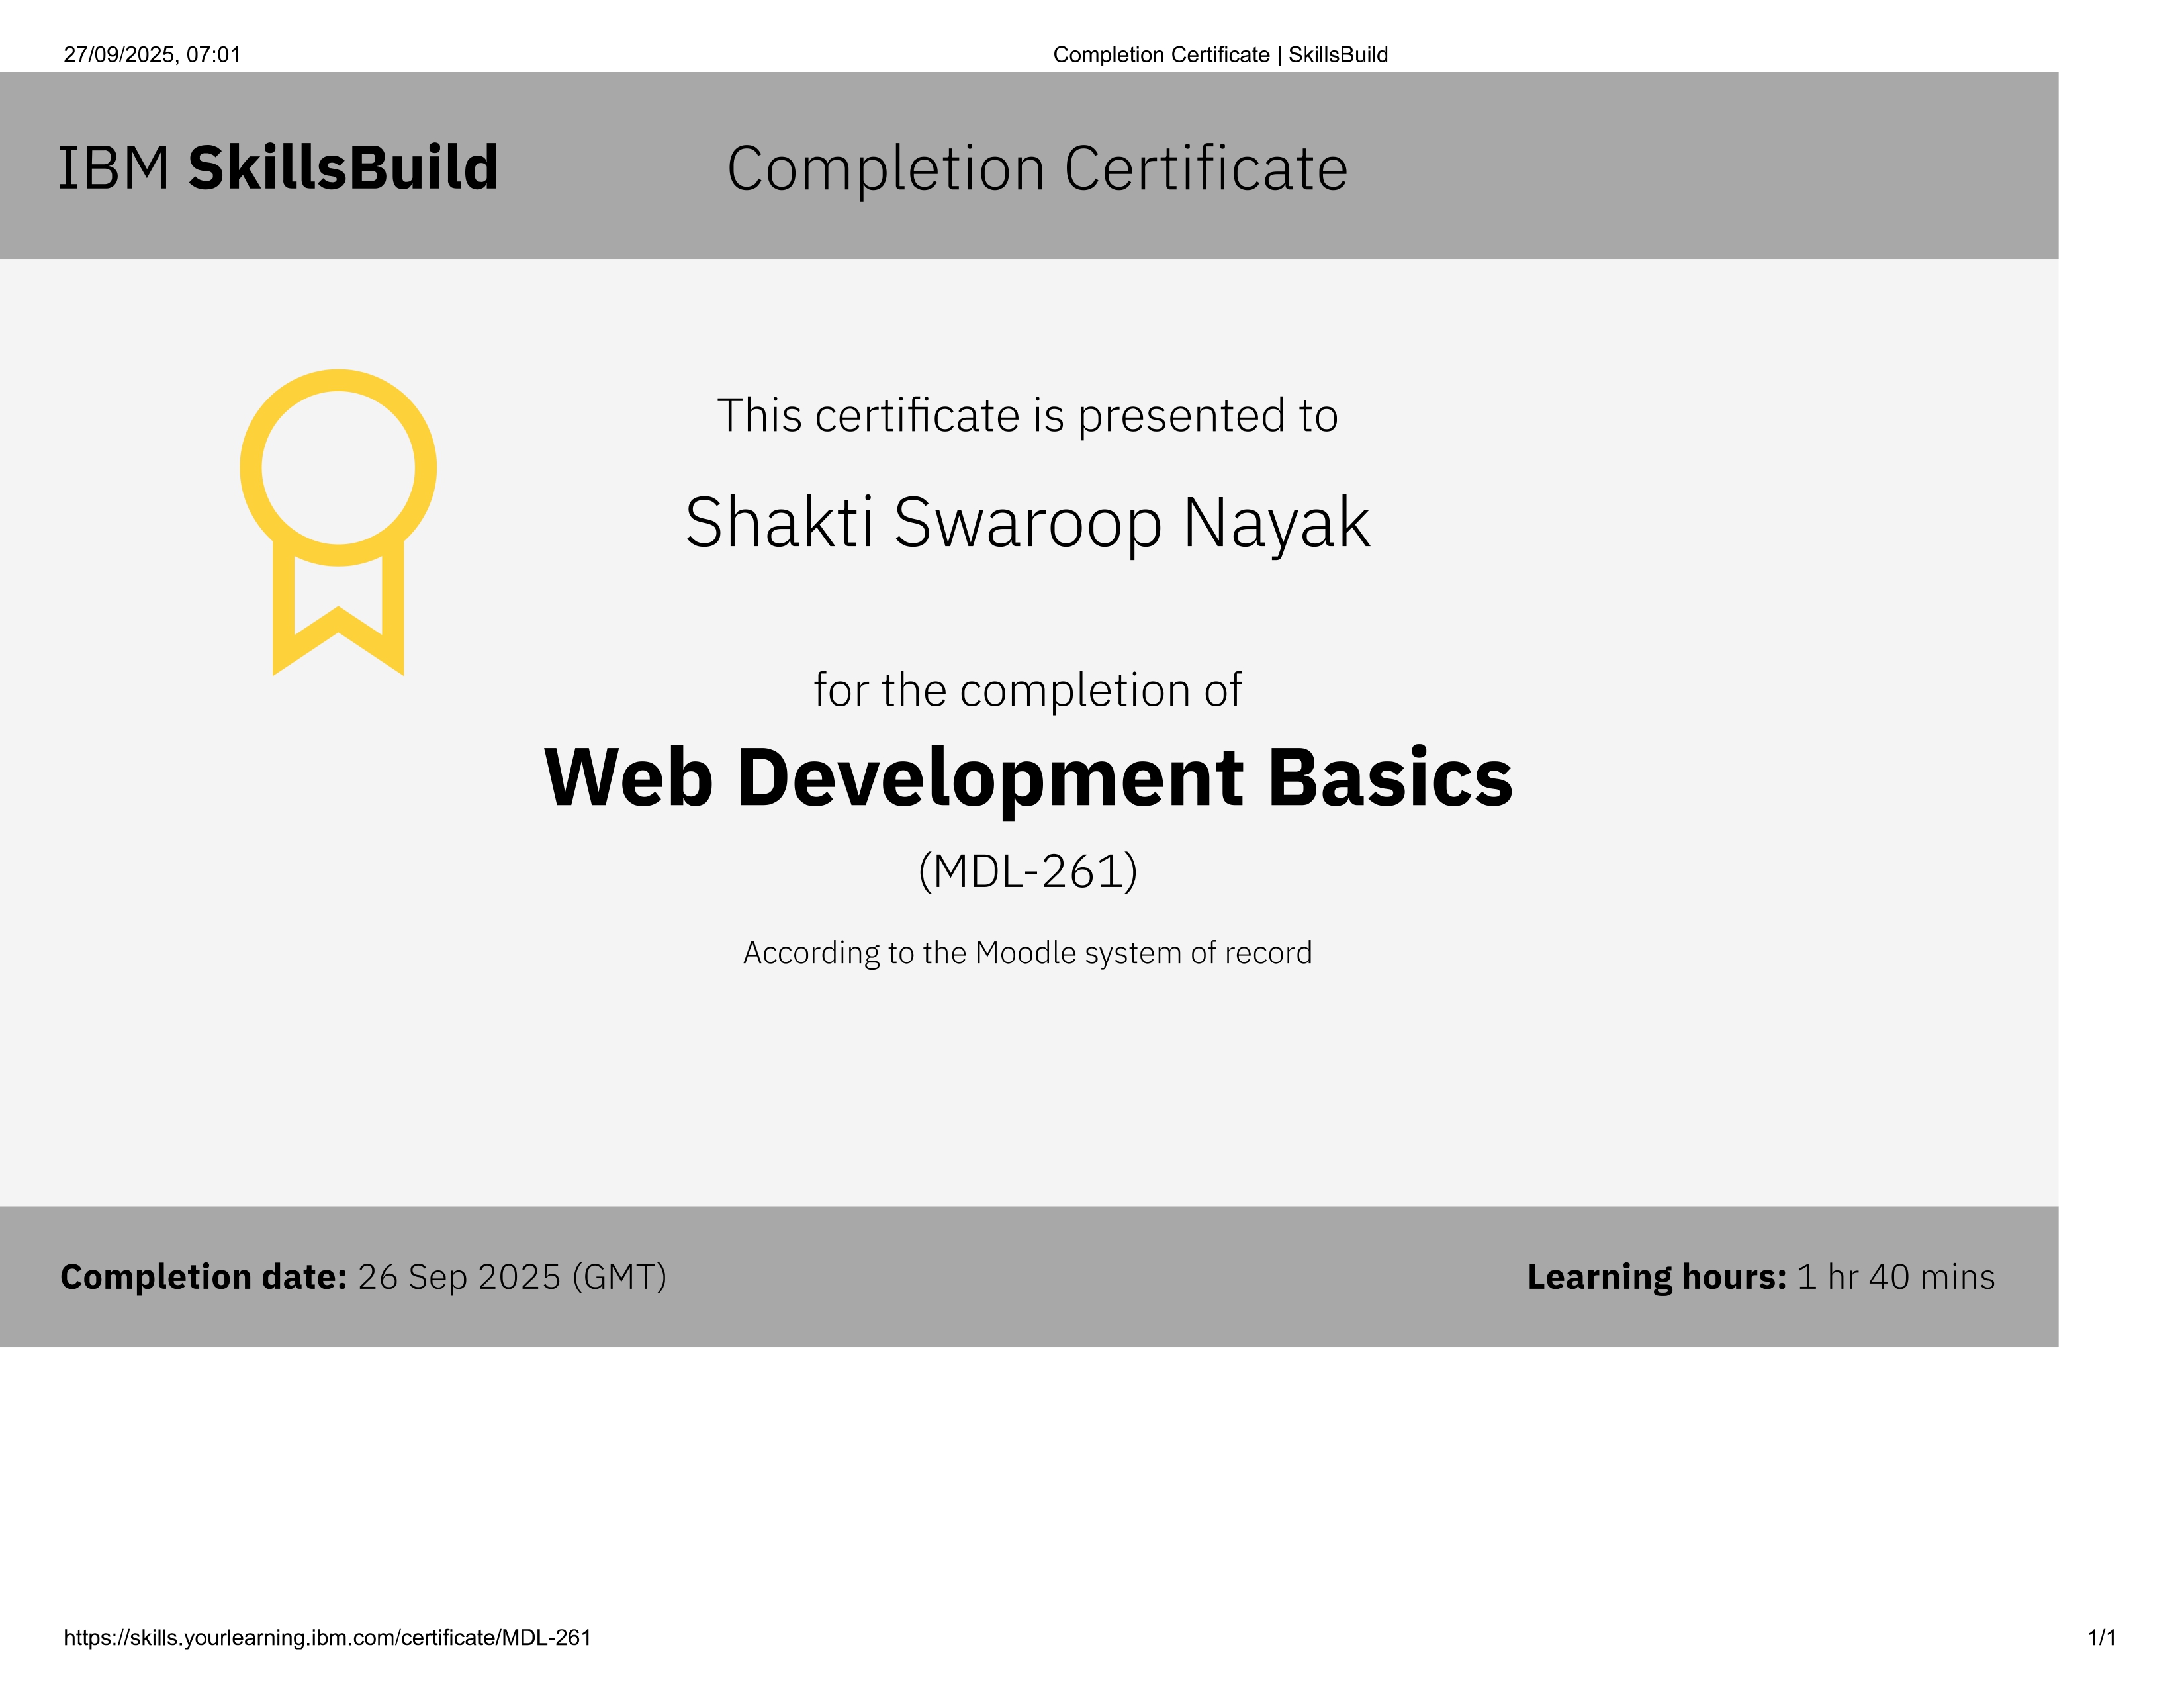 27/09/2025, 07:01
Completion Certificate | SkillsBuild
IBM SkillsBuild
Completion Certificate
This certificate is presented to
Shakti Swaroop Nayak
for the completion of
Web Development Basics
(MDL-261)
According to the Moodle system of record
Completion date: 26 Sep 2025 (GMT)
Learning hours: 1 hr 40 mins
https://skills.yourlearning.ibm.com/certificate/MDL-261
1/1